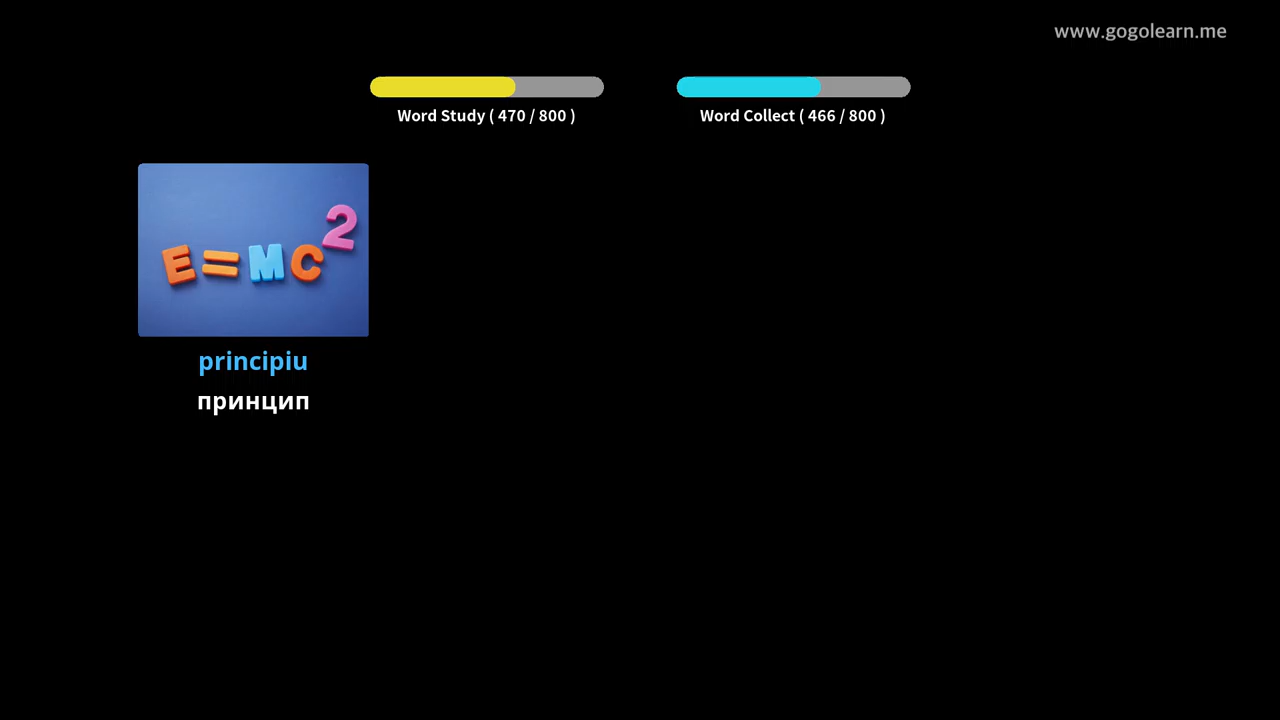 www.gogolearn.me
Word Study ( 470 / 800 )
Word Collect ( 466 / 800 )
E=MC²
principiu
принцип